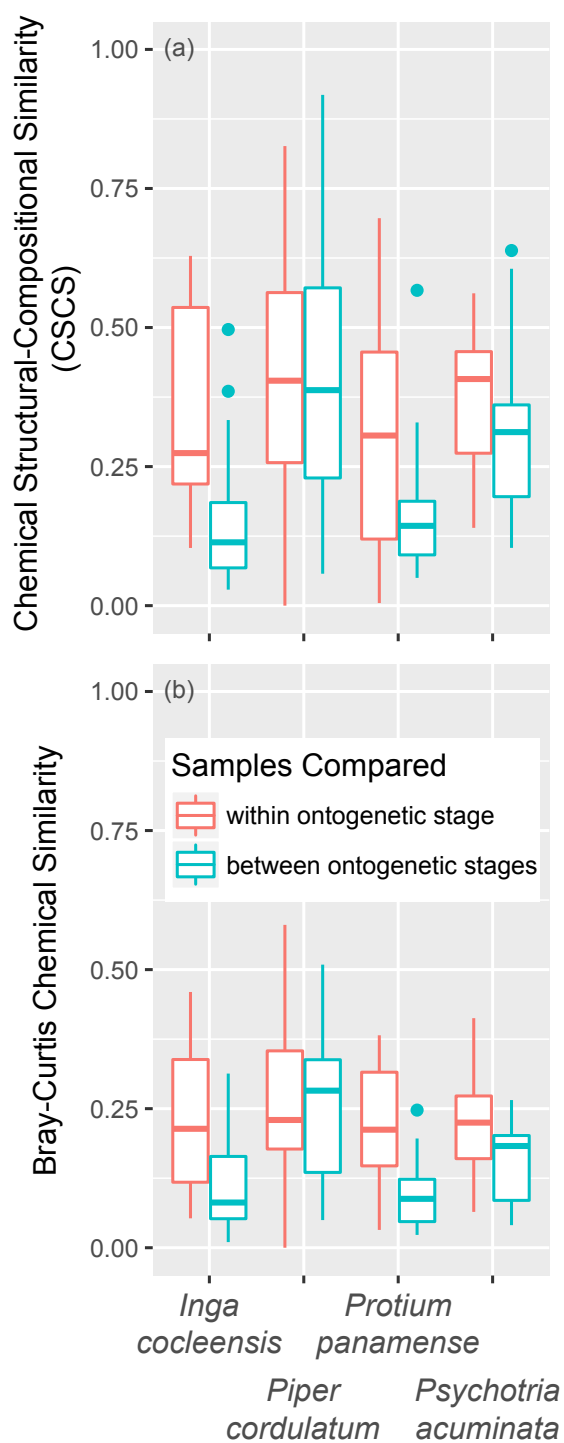 Chemical Structural-Compositional Similarity
(CSCS)
(a)
1.00
0.75
0.50
0.25
0.00
Bray-Curtis Chemical Similarity
(b)
1.00
0.75
0.50
0.25
0.00
Samples Compared
within ontogenetic stage
between ontogenetic stages
Inga
cocleensis
Piper
cordulatum
Protium
panamense
Psychotria
acuminata